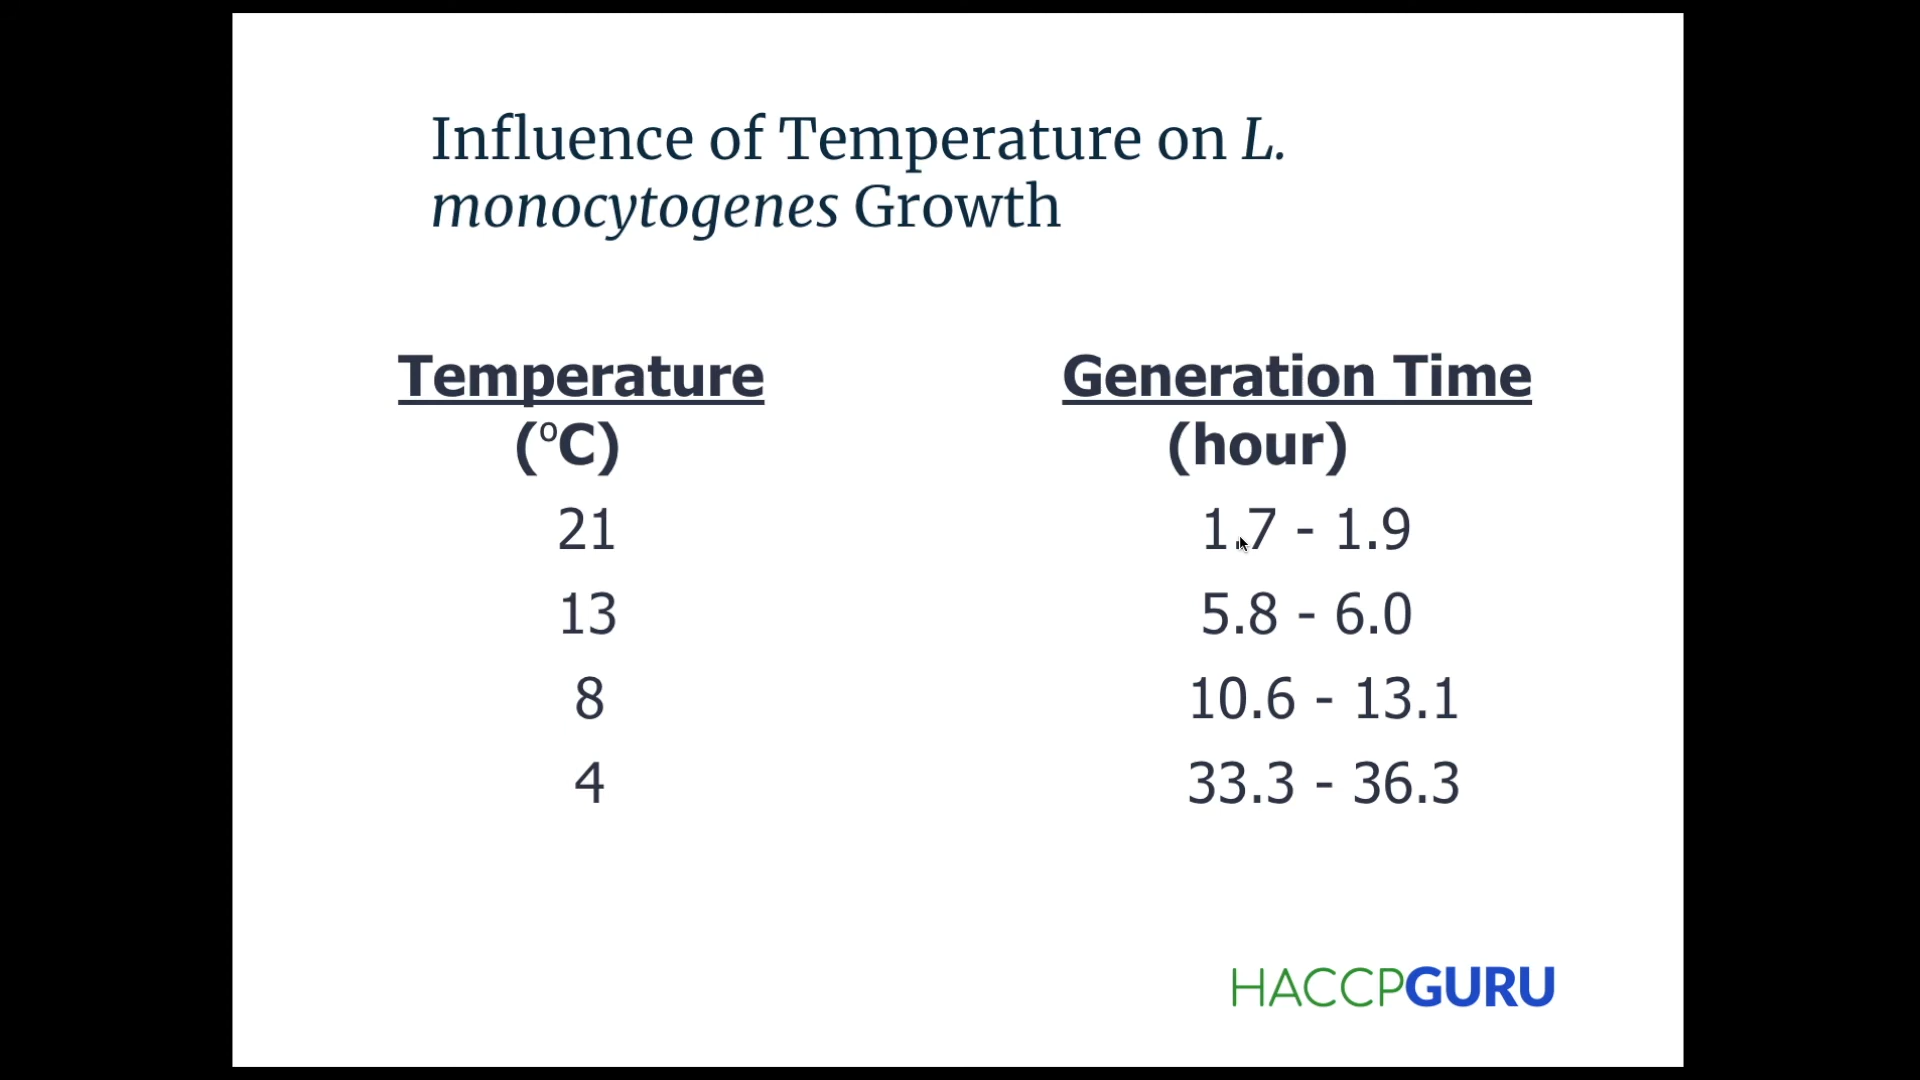 Influence of Temperature on L.
monocytogenes Growth
Temperature Generation Time
(ºC) (hour)
21 1.7 - 1.9
13 5.8 - 6.0
8 10.6 - 13.1
4 33.3 - 36.3
HACCPGURU